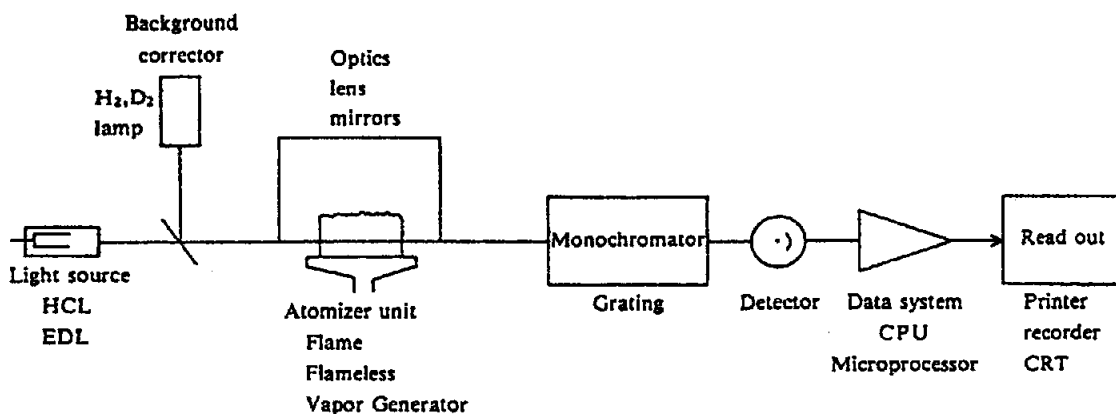 Background
corrector
H₂,D₂
lamp
Optics
lens
mirrors
Light source
HCL
EDL
Atomizer unit
Flame
Flameless
Vapor Generator
Monochromator
Grating
Detector
Data system
CPU
Microprocessor
Read out
Printer
recorder
CRT